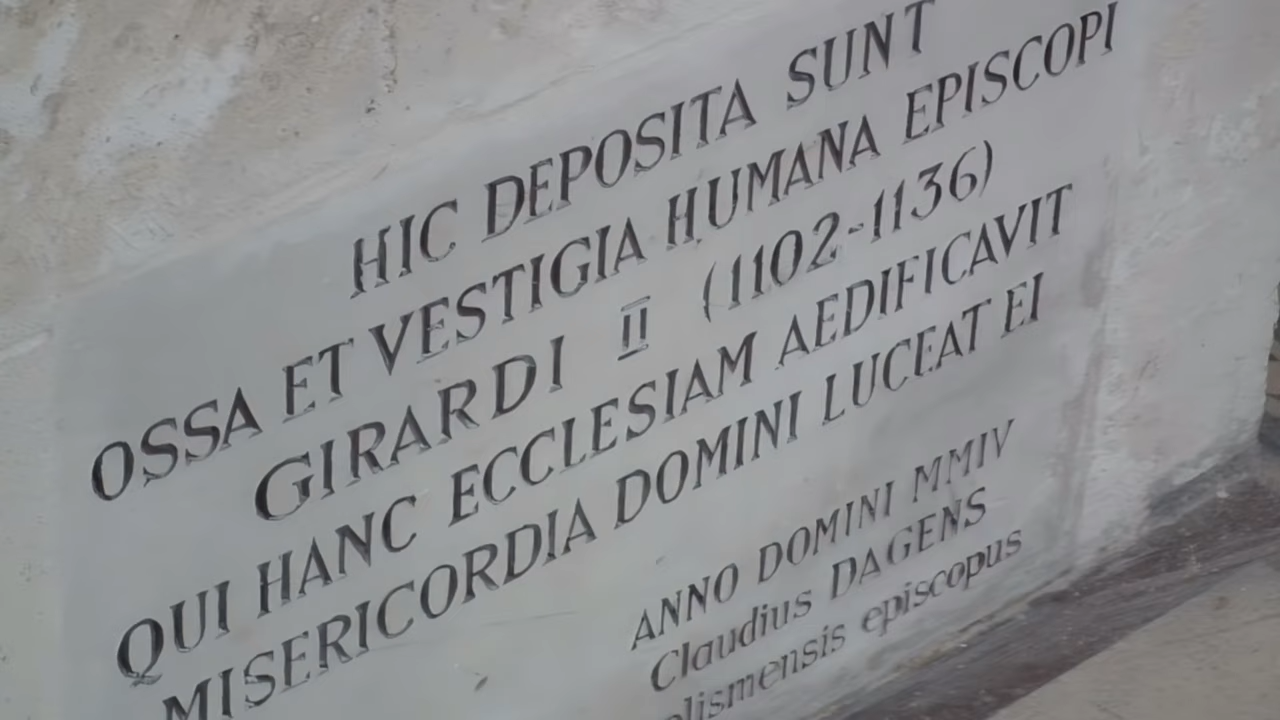 HIC DEPOSITA SUNT
OSSA ET VESTIGIA HUMANA EPISCOPI
GIRARDI II (1102-1136)
QUI HANC ECCLESIAM AEDIFICAVIT
MISERICORDIA DOMINI LUCEAT EI
ANNO DOMINI MMIV
Claudius DAGENS
episcopus